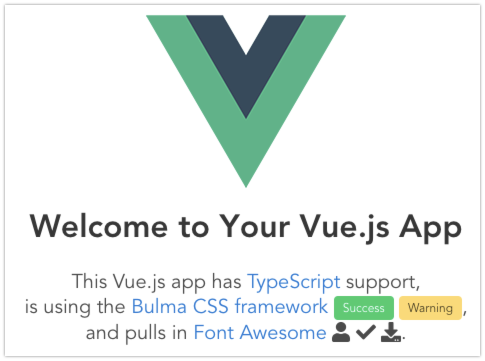 Welcome to Your Vue.js App
This Vue.js app has TypeScript support,
is using the Bulma CSS framework Success Warning,
and pulls in Font Awesome .